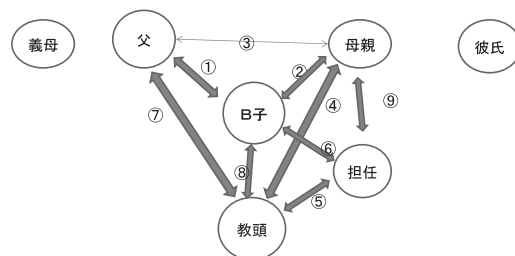 義母
父
③
母親
彼氏
①
②
⑨
④
⑦
B子
⑥
⑧
担任
⑤
教頭